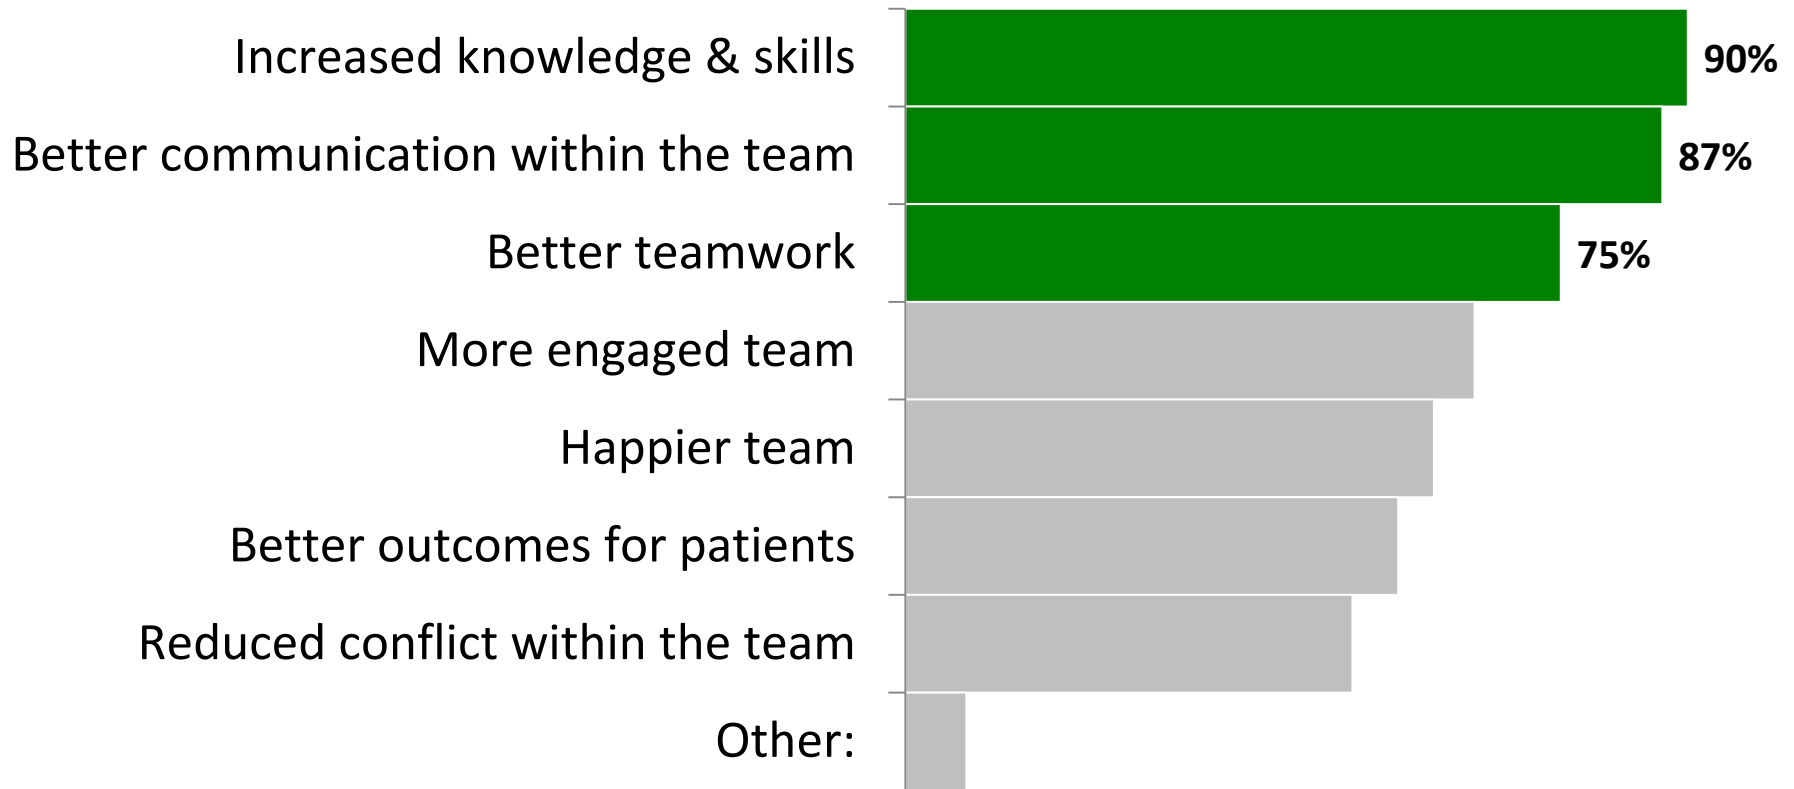 Increased knowledge & skills 90%
Better communication within the team 87%
Better teamwork 75%
More engaged team
Happier team
Better outcomes for patients
Reduced conflict within the team
Other: